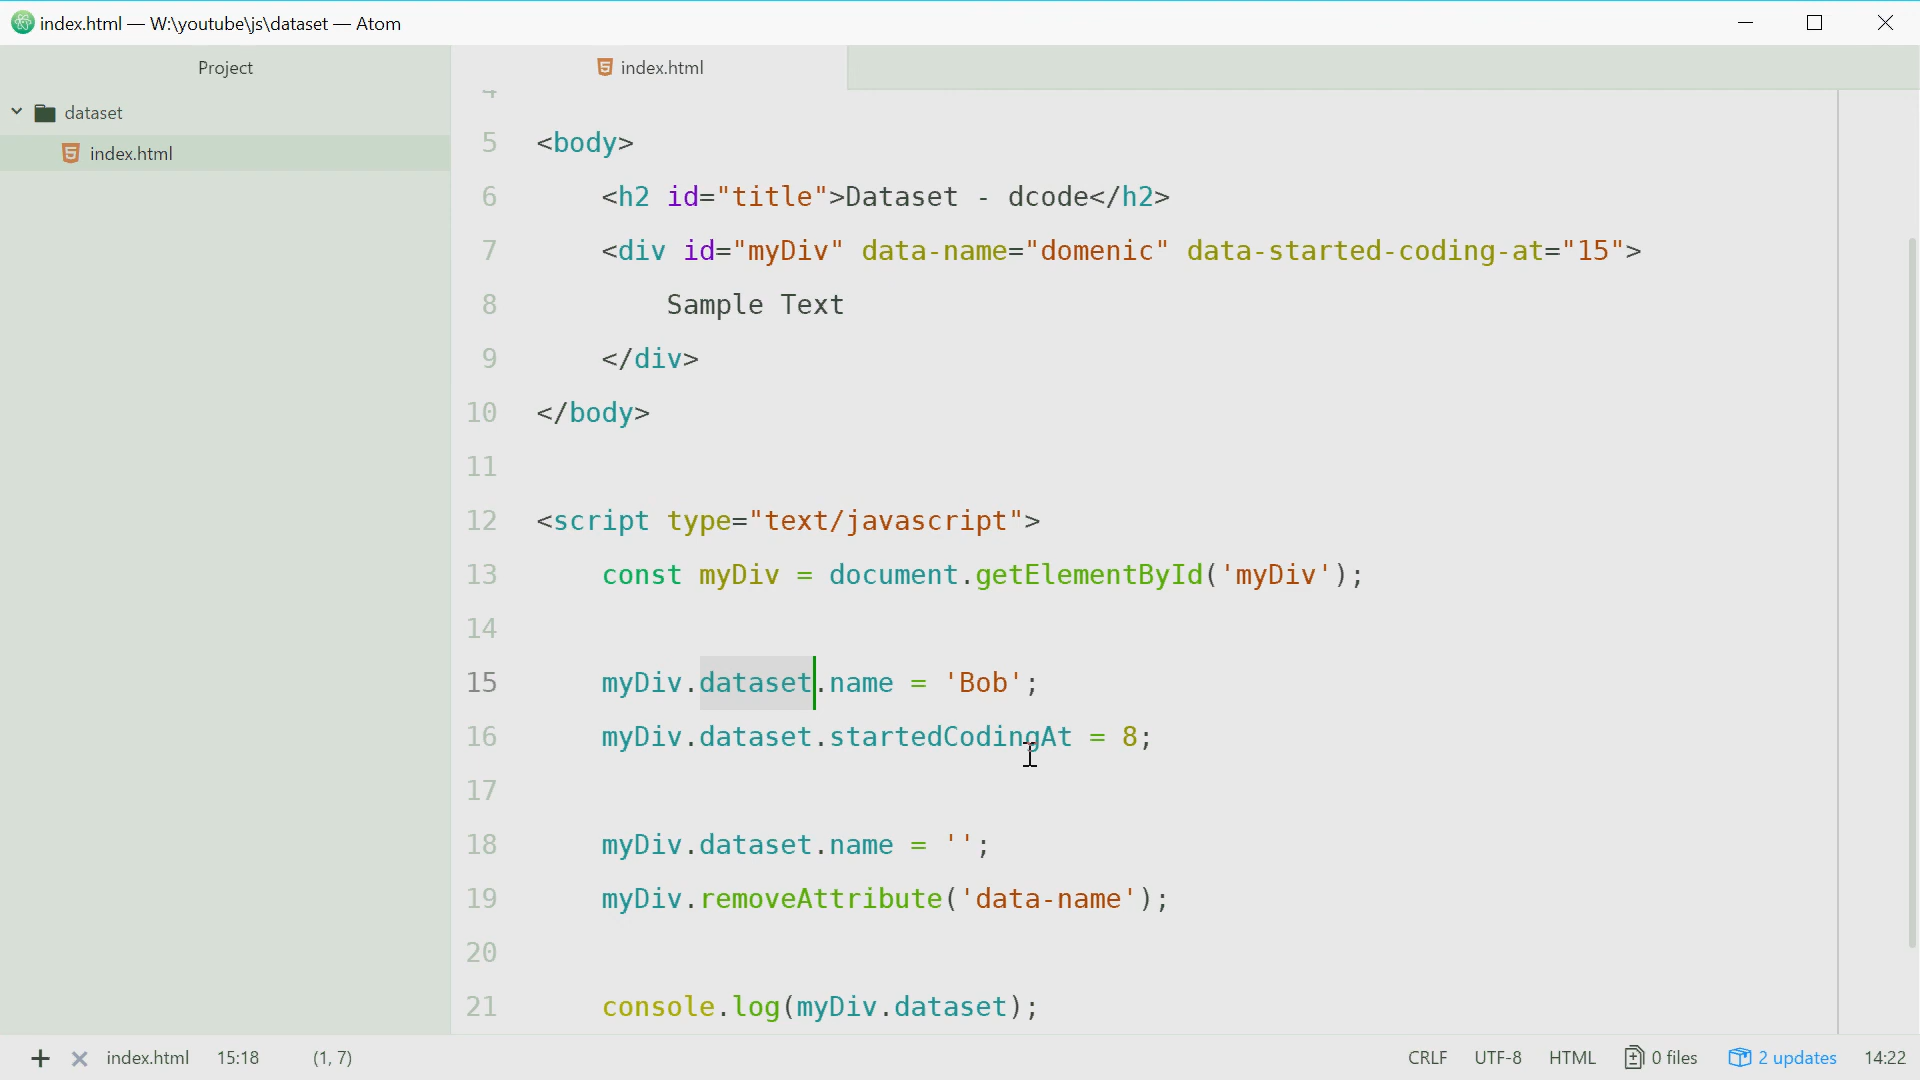 index.html — W:\youtube\js\dataset — Atom
Project
index.html
dataset
index.html
4
5 <body>
6 <h2 id="title">Dataset - dcode</h2>
7 <div id="myDiv" data-name="domenic" data-started-coding-at="15">
8 Sample Text
9 </div>
10 </body>
11
12 <script type="text/javascript">
13 const myDiv = document.getElementById('myDiv');
14
15 myDiv.dataset.name = 'Bob';
16 myDiv.dataset.startedCodingAt = 8;
17
18 myDiv.dataset.name = '';
19 myDiv.removeAttribute('data-name');
20
21 console.log(myDiv.dataset);
index.html 15:18 (1, 7) CRLF UTF-8 HTML 0 files 2 updates 14:22